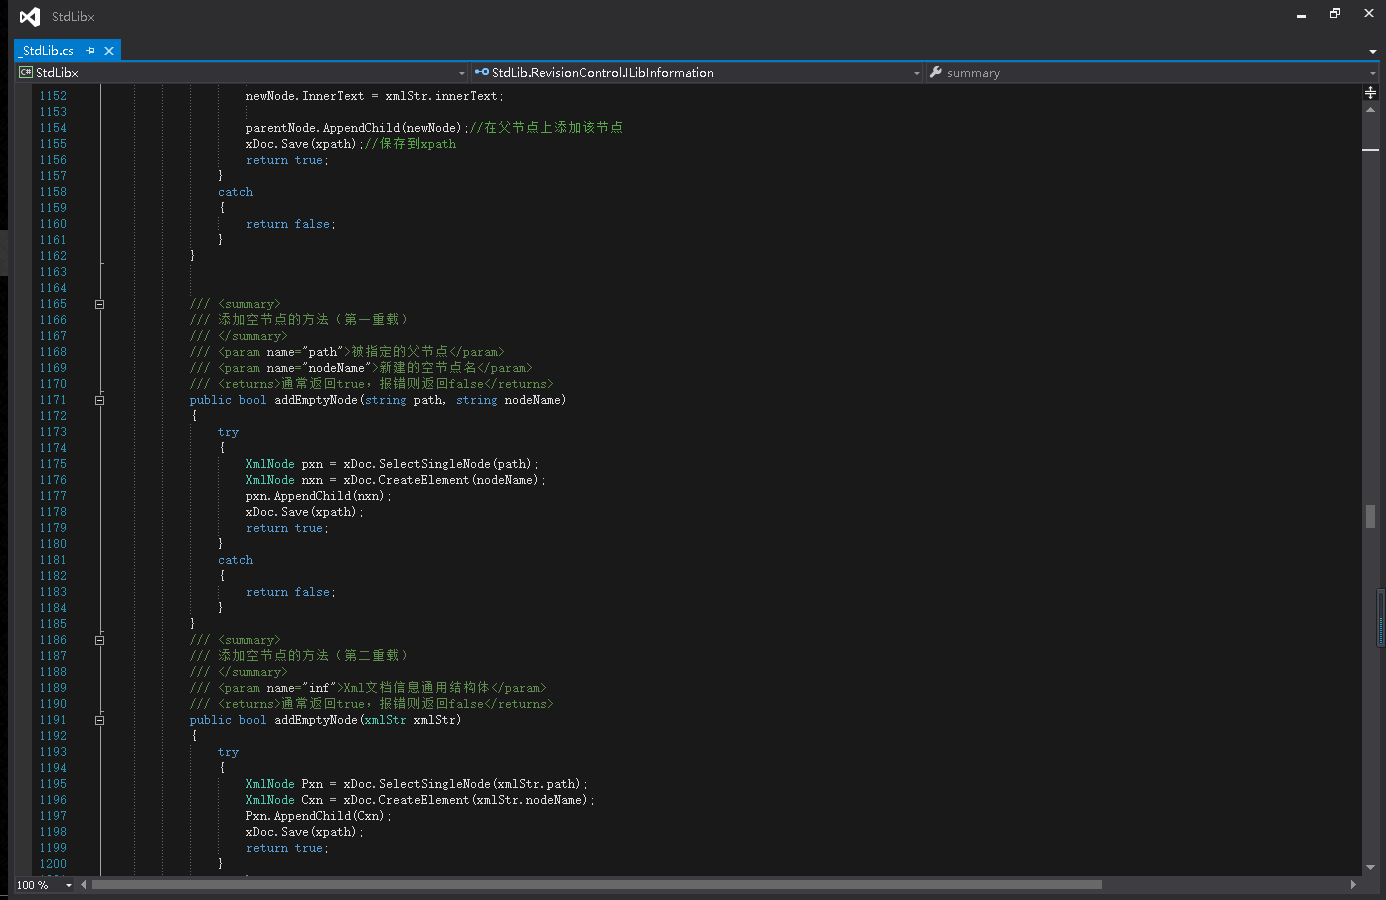 StdLibx
_StdLib.cs
StdLibx
StdLib.RevisionControl.ILibInformation
summary
1152 newNode.InnerText = xmlStr.innerText;
1153
1154 parentNode.AppendChild(newNode);//在父节点上添加该节点
1155 xDoc.Save(xpath);//保存到xpath
1156 return true;
1157 }
1158 catch
1159 {
1160 return false;
1161 }
1162 }
1163
1164
1165 /// <summary>
1166 /// 添加空节点的方法（第一重载）
1167 /// </summary>
1168 /// <param name="path">被指定的父节点</param>
1169 /// <param name="nodeName">新建的空节点名</param>
1170 /// <returns>通常返回true，报错则返回false</returns>
1171 public bool addEmptyNode(string path, string nodeName)
1172 {
1173 try
1174 {
1175 XmlNode pxn = xDoc.SelectSingleNode(path);
1176 XmlNode nxn = xDoc.CreateElement(nodeName);
1177 pxn.AppendChild(nxn);
1178 xDoc.Save(xpath);
1179 return true;
1180 }
1181 catch
1182 {
1183 return false;
1184 }
1185 }
1186 /// <summary>
1187 /// 添加空节点的方法（第二重载）
1188 /// </summary>
1189 /// <param name="inf">Xml文档信息通用结构体</param>
1190 /// <returns>通常返回true，报错则返回false</returns>
1191 public bool addEmptyNode(xmlStr xmlStr)
1192 {
1193 try
1194 {
1195 XmlNode Pxn = xDoc.SelectSingleNode(xmlStr.path);
1196 XmlNode Cxn = xDoc.CreateElement(xmlStr.nodeName);
1197 Pxn.AppendChild(Cxn);
1198 xDoc.Save(xpath);
1199 return true;
1200 }
100 %